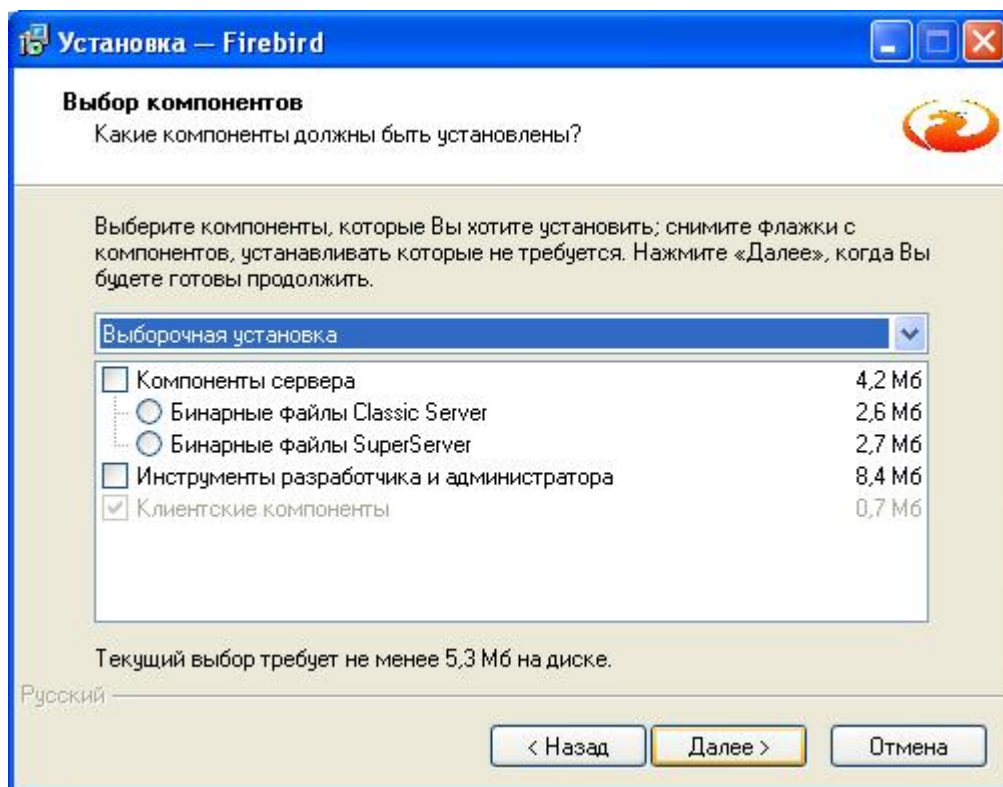 Установка — Firebird
Выбор компонентов
Какие компоненты должны быть установлены?
Выберите компоненты, которые Вы хотите установить; снимите флажки с
компонентов, устанавливать которые не требуется. Нажмите «Далее», когда Вы
будете готовы продолжить.
Выборочная установка
Компоненты сервера 4,2 Мб
Бинарные файлы Classic Server 2,6 Мб
Бинарные файлы SuperServer 2,7 Мб
Инструменты разработчика и администратора 8,4 Мб
Клиентские компоненты 0,7 Мб
Текущий выбор требует не менее 5,3 Мб на диске.
Русский
< Назад Далее > Отмена